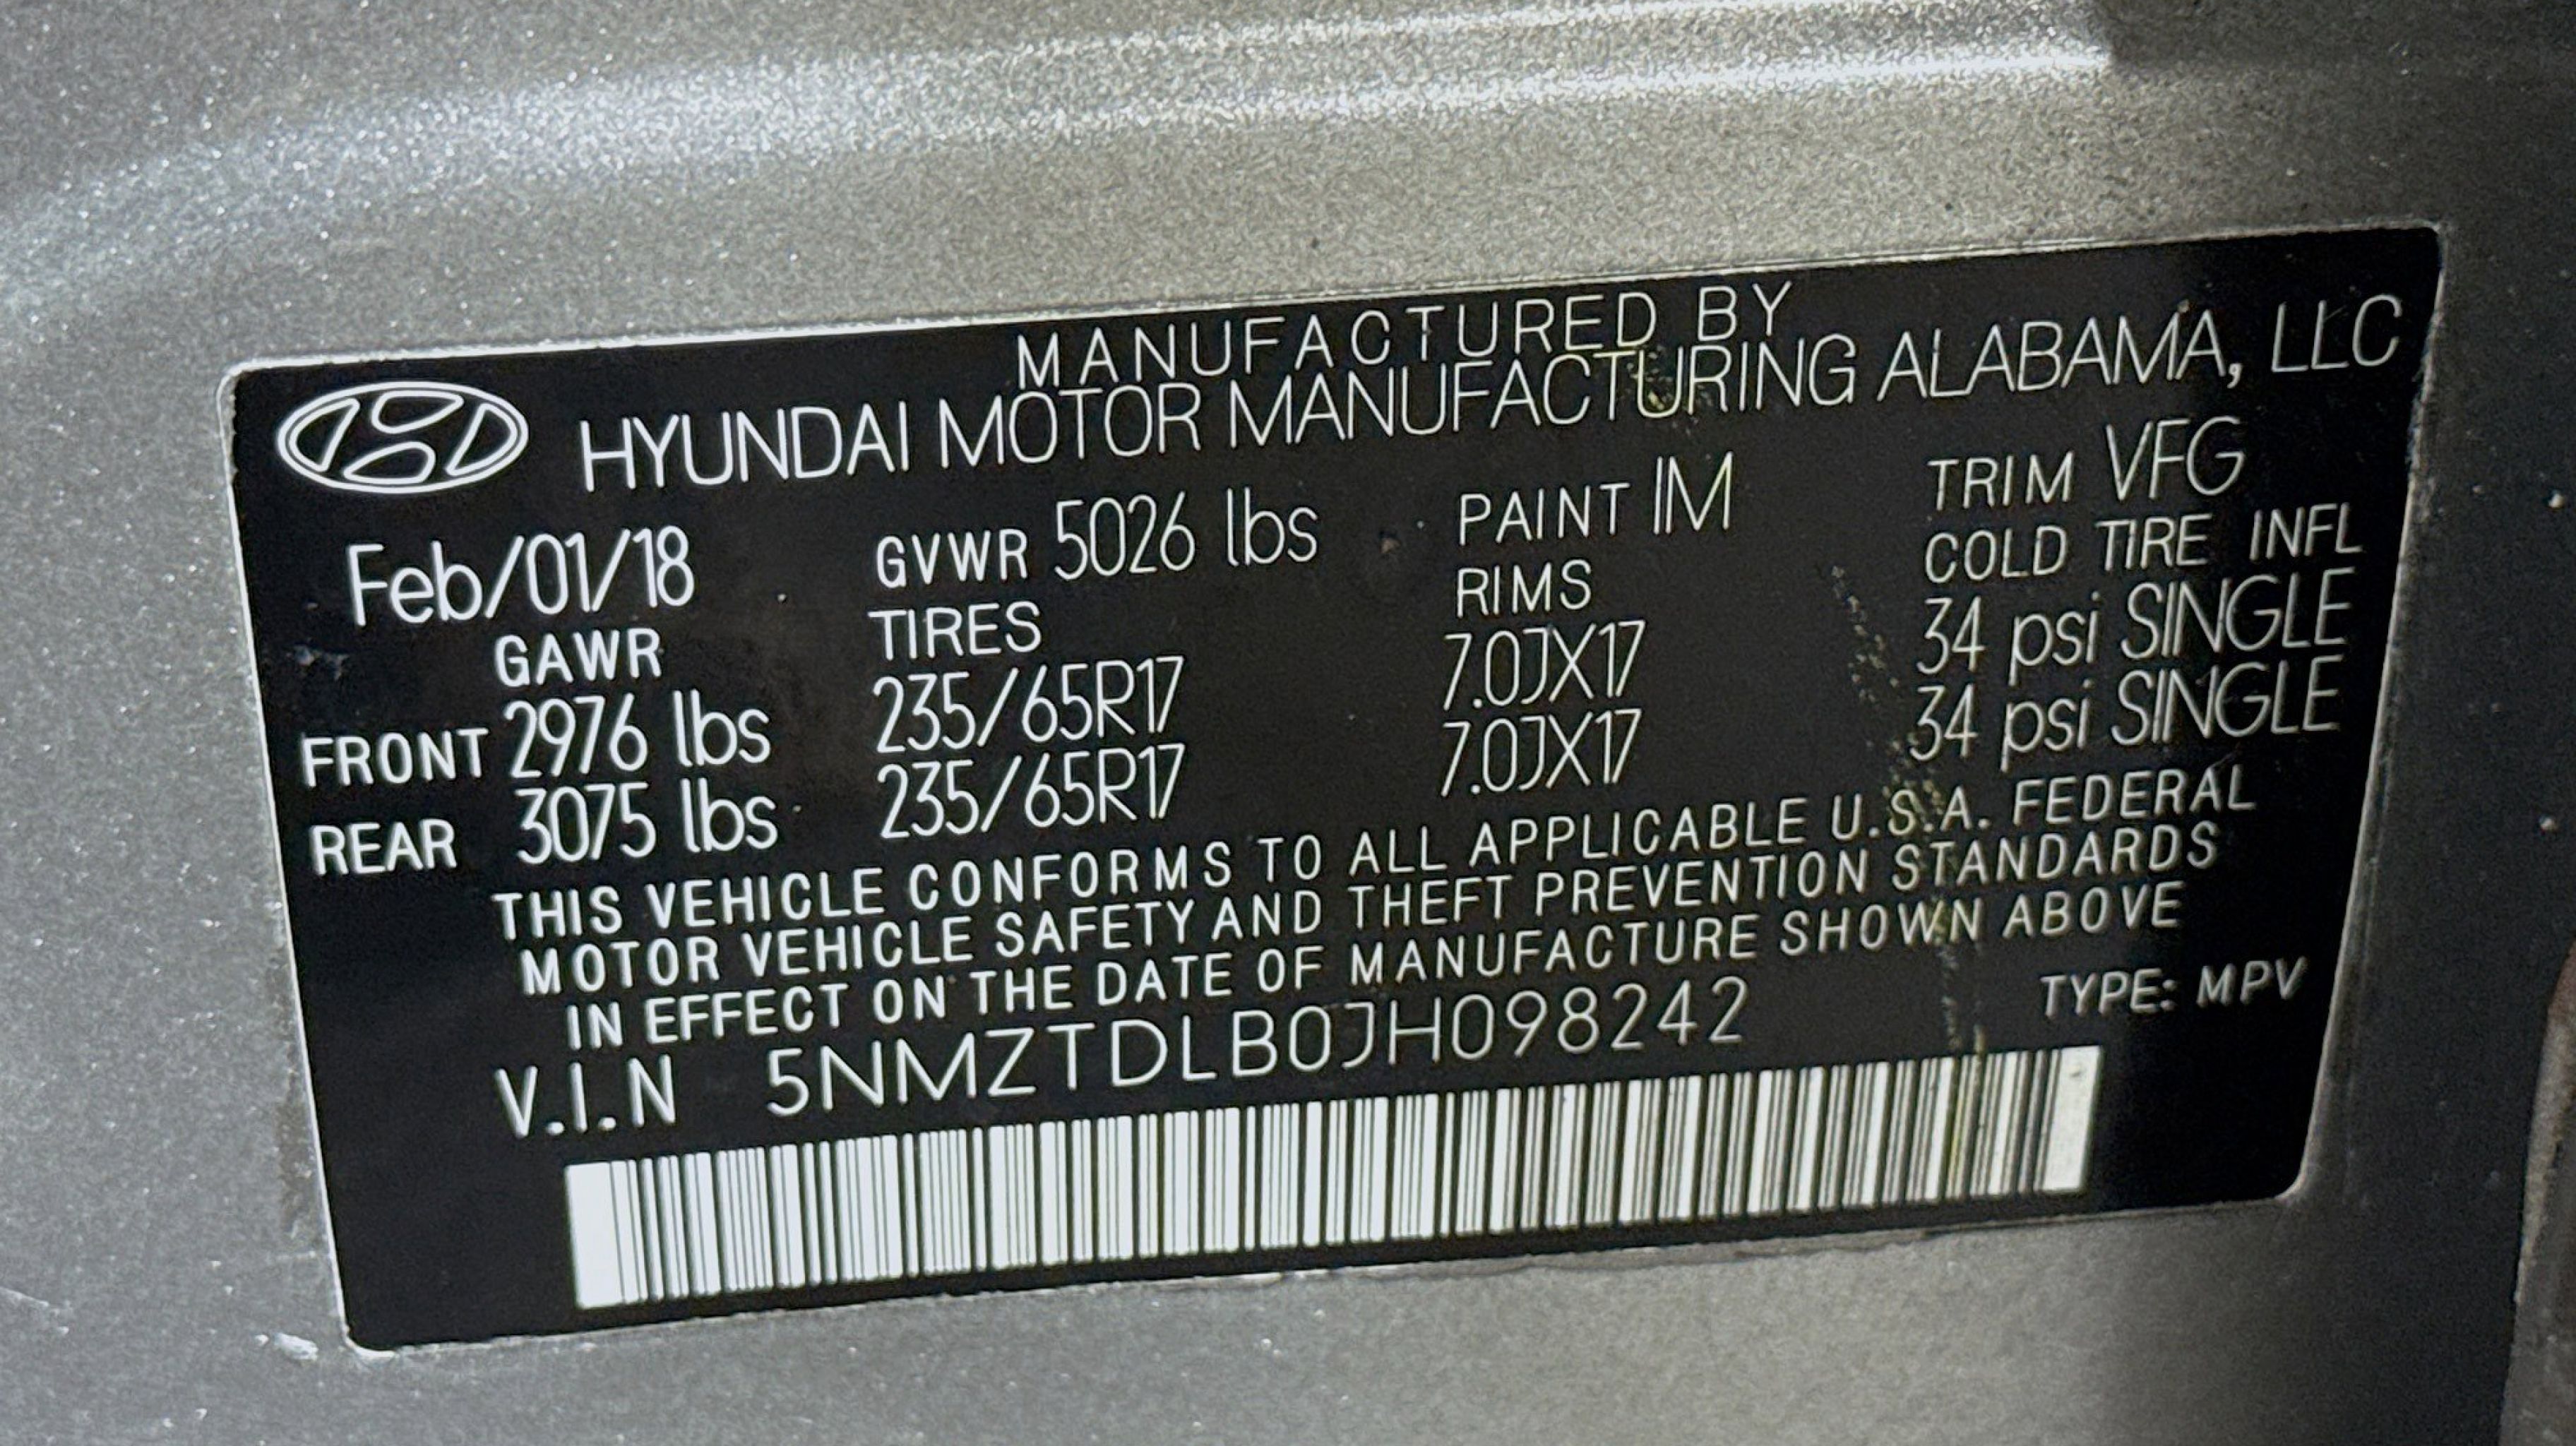 MANUFACTURED BY
HYUNDAI MOTOR MANUFACTURING ALABAMA, LLC
Feb/01/18 GVWR 5026 lbs PAINT IM TRIM VFG
GAWR TIRES RIMS COLD TIRE INFL
FRONT 2976 lbs 235/65R17 7.0JX17 34 psi SINGLE
REAR 3075 lbs 235/65R17 7.0JX17 34 psi SINGLE
THIS VEHICLE CONFORMS TO ALL APPLICABLE U.S.A. FEDERAL
MOTOR VEHICLE SAFETY AND THEFT PREVENTION STANDARDS
IN EFFECT ON THE DATE OF MANUFACTURE SHOWN ABOVE
V.I.N 5NMZTDLB0JH098242 TYPE: MPV